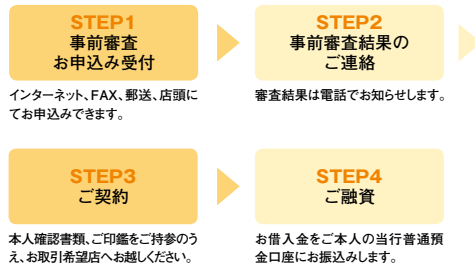 STEP1
事前審査
お申込み受付
インターネット、FAX、郵送、店頭に
てお申込みできます。
STEP2
事前審査結果の
ご連絡
審査結果は電話でお知らせします。
STEP3
ご契約
本人確認書類、ご印鑑をご持参のう
え、お取引希望店へお越しください。
STEP4
ご融資
お借入金をご本人の当行普通預
金口座にお振込みします。